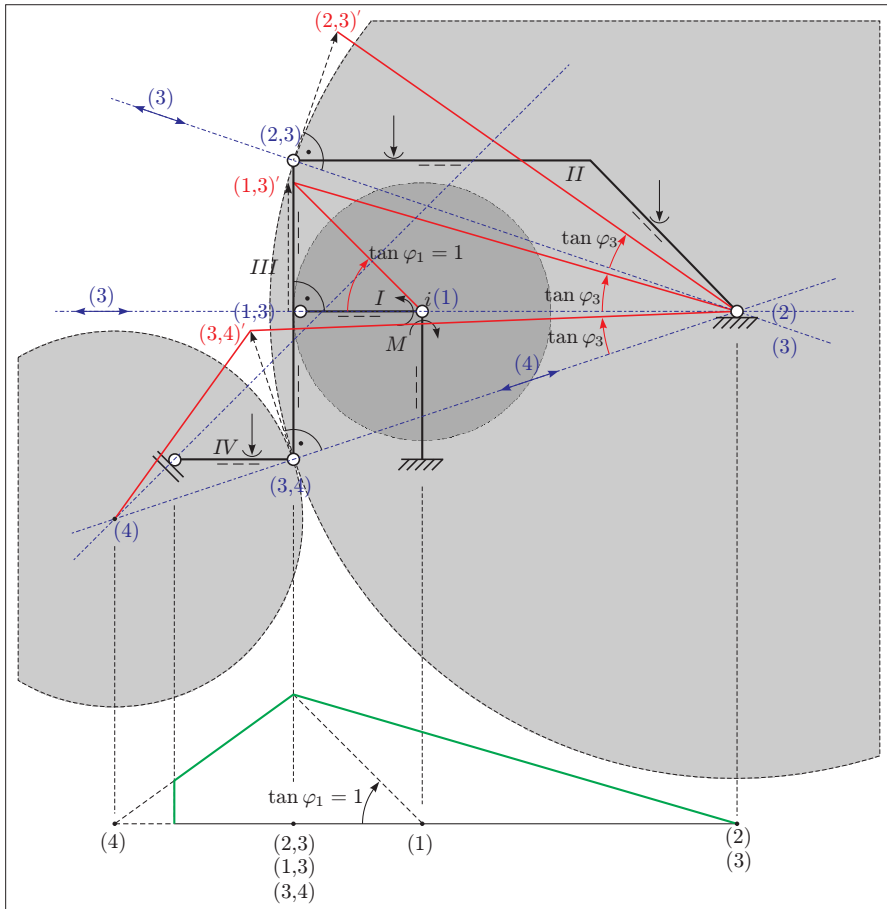 (2,3)′
(3)
(2,3)
II
(1,3)′
tan φ₃
tan φ₁ = 1
III
(3)
(1,3)
I
i
(1)
tan φ₃
(2)
(3,4)′
M
tan φ₃
(3)
(4)
IV
(3,4)
(4)
tan φ₁ = 1
(4)
(2,3)
(1)
(2)
(1,3)
(3)
(3,4)